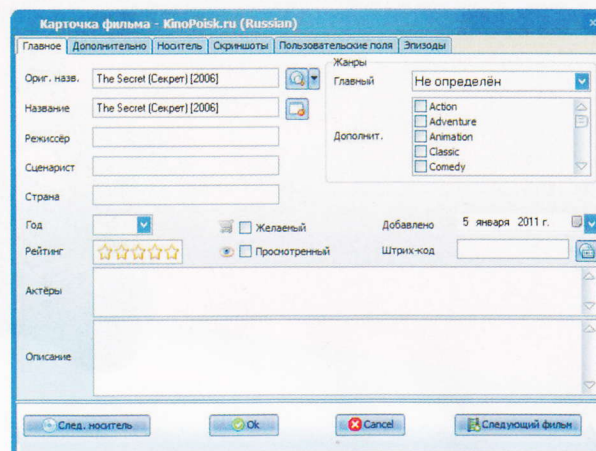 Карточка фильма - KinoPoisk.ru (Russian)
Главное Дополнительно Носитель Скриншоты Пользовательские поля Эпизоды
Ориг. назв. The Secret (Секрет) [2006]
Название The Secret (Секрет) [2006]
Режиссёр
Сценарист
Страна
Жанры
Главный Не определён
Дополнит.
Action
Adventure
Animation
Classic
Comedy
Год Желаемый Добавлено 5 января 2011 г.
Рейтинг Просмотренный Штрих-код
Актёры
Описание
След. носитель Ok Cancel Следующий фильм